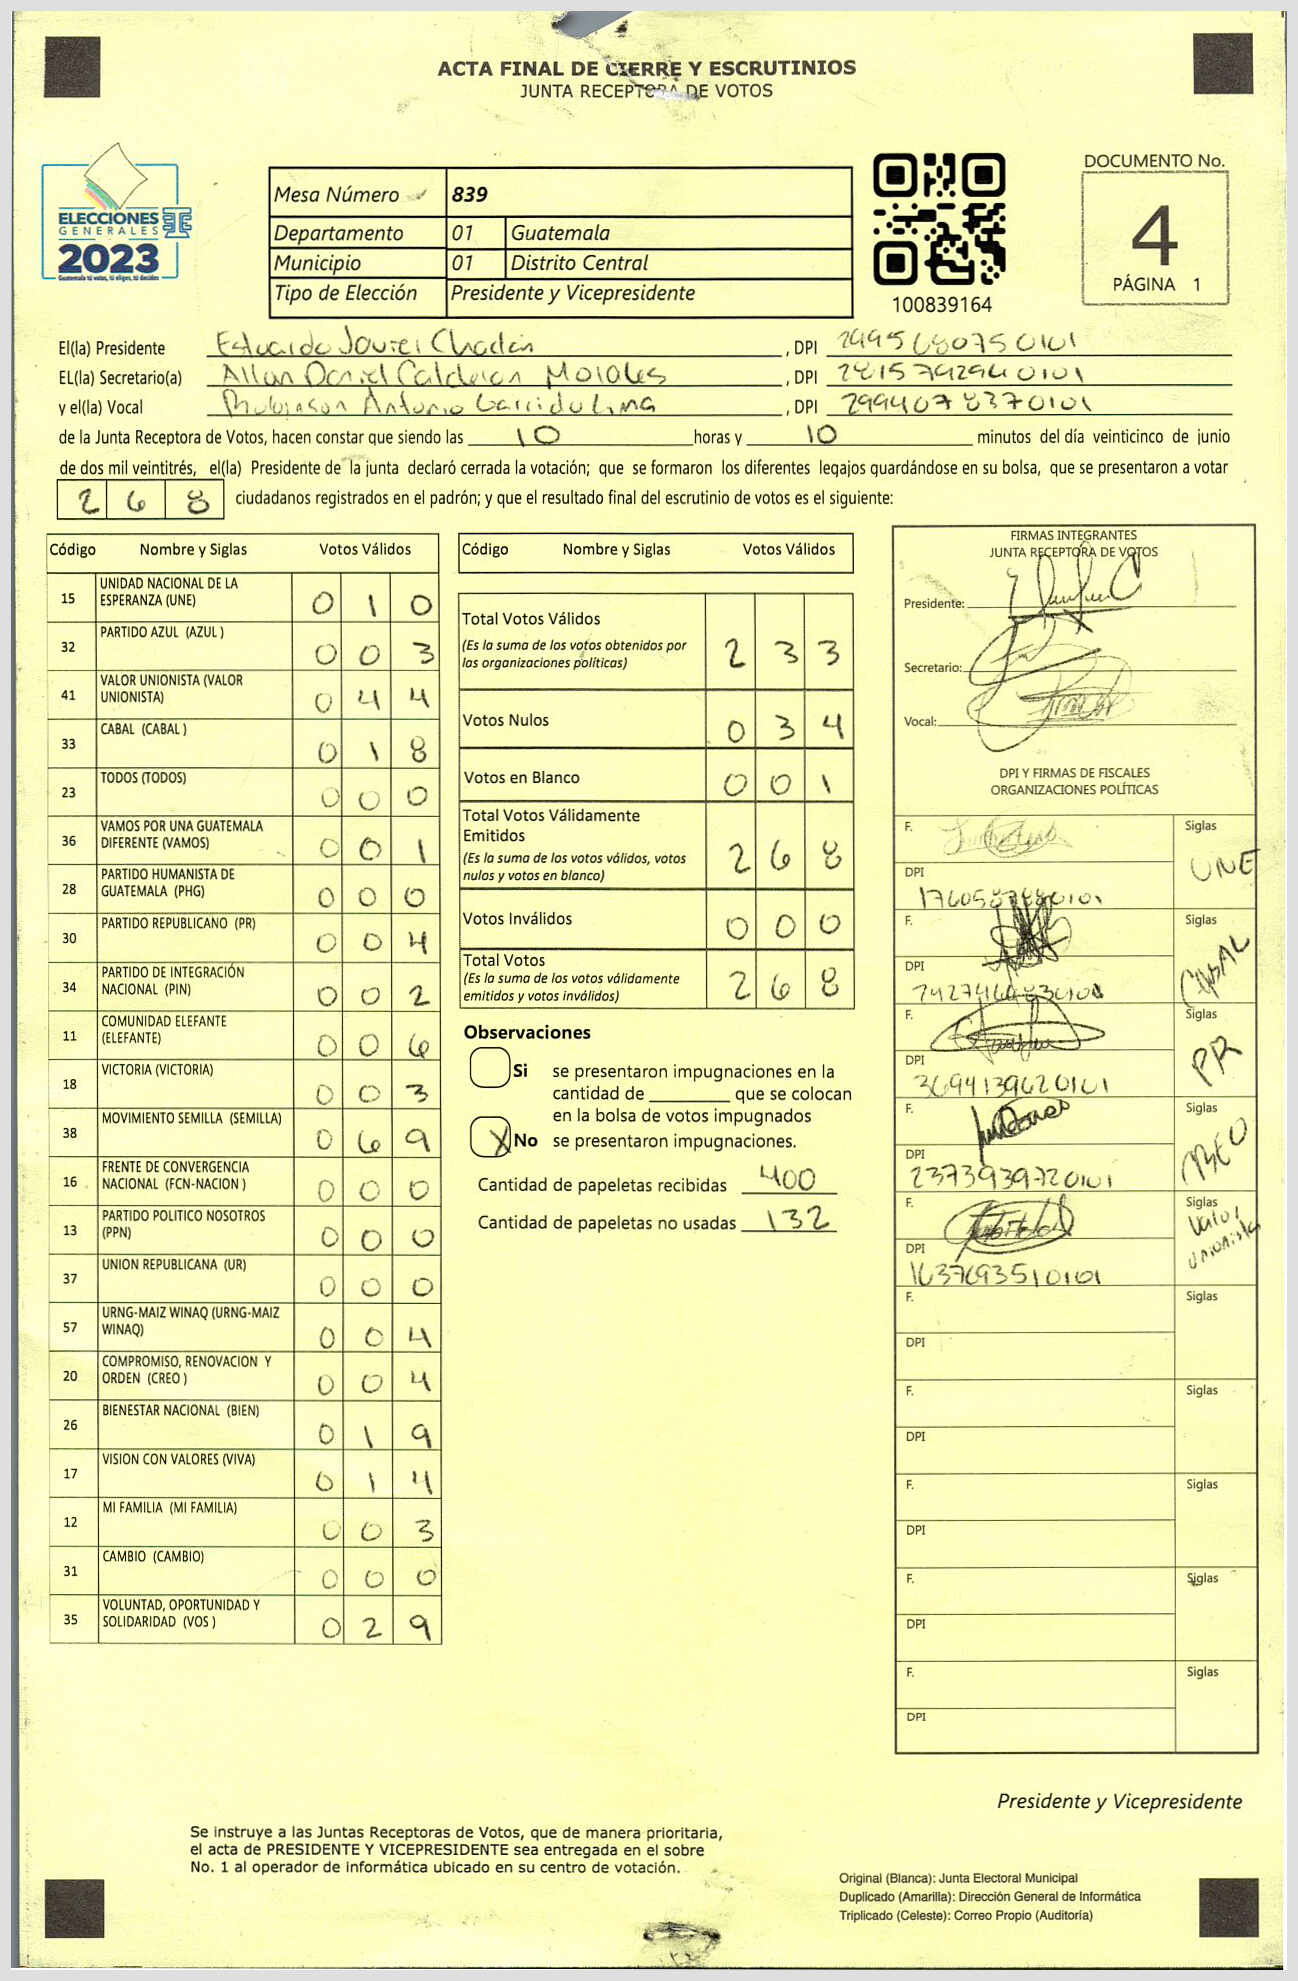 ACTA FINAL DE CIERRE Y ESCRUTINIOS
JUNTA RECEPTORA DE VOTOS
ELECCIONES
GENERALES
2023
Guatemala tú votas, tú eliges, tú decides
Mesa Número 839
Departamento 01 Guatemala
Municipio 01 Distrito Central
Tipo de Elección Presidente y Vicepresidente
100839164
DOCUMENTO No.
4
PÁGINA 1
El(la) Presidente Eduardo Javier Chacón, DPI 2995680750101
EL(la) Secretario(a) Allan Daniel Calderon Morales, DPI 2815792940101
y el(la) Vocal Robinson Antonio Garrido Lima, DPI 2994078370101
de la Junta Receptora de Votos, hacen constar que siendo las 10 horas y 10 minutos del día veinticinco de junio
de dos mil veintitrés, el(la) Presidente de la junta declaró cerrada la votación; que se formaron los diferentes legajos guardándose en su bolsa, que se presentaron a votar
2 6 8 ciudadanos registrados en el padrón; y que el resultado final del escrutinio de votos es el siguiente:
Código Nombre y Siglas Votos Válidos
15 UNIDAD NACIONAL DE LA ESPERANZA (UNE) 0 1 0
32 PARTIDO AZUL (AZUL ) 0 0 3
41 VALOR UNIONISTA (VALOR UNIONISTA) 0 4 4
33 CABAL (CABAL ) 0 1 8
23 TODOS (TODOS) 0 0 0
36 VAMOS POR UNA GUATEMALA DIFERENTE (VAMOS) 0 0 1
28 PARTIDO HUMANISTA DE GUATEMALA (PHG) 0 0 0
30 PARTIDO REPUBLICANO (PR) 0 0 4
34 PARTIDO DE INTEGRACIÓN NACIONAL (PIN) 0 0 2
11 COMUNIDAD ELEFANTE (ELEFANTE) 0 0 6
18 VICTORIA (VICTORIA) 0 0 3
38 MOVIMIENTO SEMILLA (SEMILLA) 0 6 9
16 FRENTE DE CONVERGENCIA NACIONAL (FCN-NACION ) 0 0 0
13 PARTIDO POLITICO NOSOTROS (PPN) 0 0 0
37 UNION REPUBLICANA (UR) 0 0 0
57 URNG-MAIZ WINAQ (URNG-MAIZ WINAQ) 0 0 4
20 COMPROMISO, RENOVACION Y ORDEN (CREO ) 0 0 4
26 BIENESTAR NACIONAL (BIEN) 0 1 9
17 VISION CON VALORES (VIVA) 0 1 4
12 MI FAMILIA (MI FAMILIA) 0 0 3
31 CAMBIO (CAMBIO) 0 0 0
35 VOLUNTAD, OPORTUNIDAD Y SOLIDARIDAD (VOS ) 0 2 9
Código Nombre y Siglas Votos Válidos
Total Votos Válidos
(Es la suma de los votos obtenidos por
las organizaciones políticas) 2 3 3
Votos Nulos 0 3 4
Votos en Blanco 0 0 1
Total Votos Válidamente
Emitidos
(Es la suma de los votos válidos, votos
nulos y votos en blanco) 2 6 8
Votos Inválidos 0 0 0
Total Votos
(Es la suma de los votos válidamente
emitidos y votos inválidos) 2 6 8
Observaciones
Si se presentaron impugnaciones en la
cantidad de ________ que se colocan
en la bolsa de votos impugnados
X No se presentaron impugnaciones.
Cantidad de papeletas recibidas 400
Cantidad de papeletas no usadas 132
FIRMAS INTEGRANTES
JUNTA RECEPTORA DE VOTOS
Presidente:
Secretario:
Vocal:
DPI Y FIRMAS DE FISCALES
ORGANIZACIONES POLÍTICAS
F. Siglas UNE
DPI 1760587880101
F. Siglas CABAL
DPI
F. Siglas PR
DPI 3694139620101
F. Siglas
DPI 2373939720101
F. Siglas Valor Unionista
DPI 1637693510101
F. Siglas
DPI
F. Siglas
DPI
F. Siglas
DPI
F. Siglas
DPI
F. Siglas
DPI
Presidente y Vicepresidente
Se instruye a las Juntas Receptoras de Votos, que de manera prioritaria,
el acta de PRESIDENTE Y VICEPRESIDENTE sea entregada en el sobre
No. 1 al operador de informática ubicado en su centro de votación.
Original (Blanca): Junta Electoral Municipal
Duplicado (Amarilla): Dirección General de Informática
Triplicado (Celeste): Correo Propio (Auditoría)